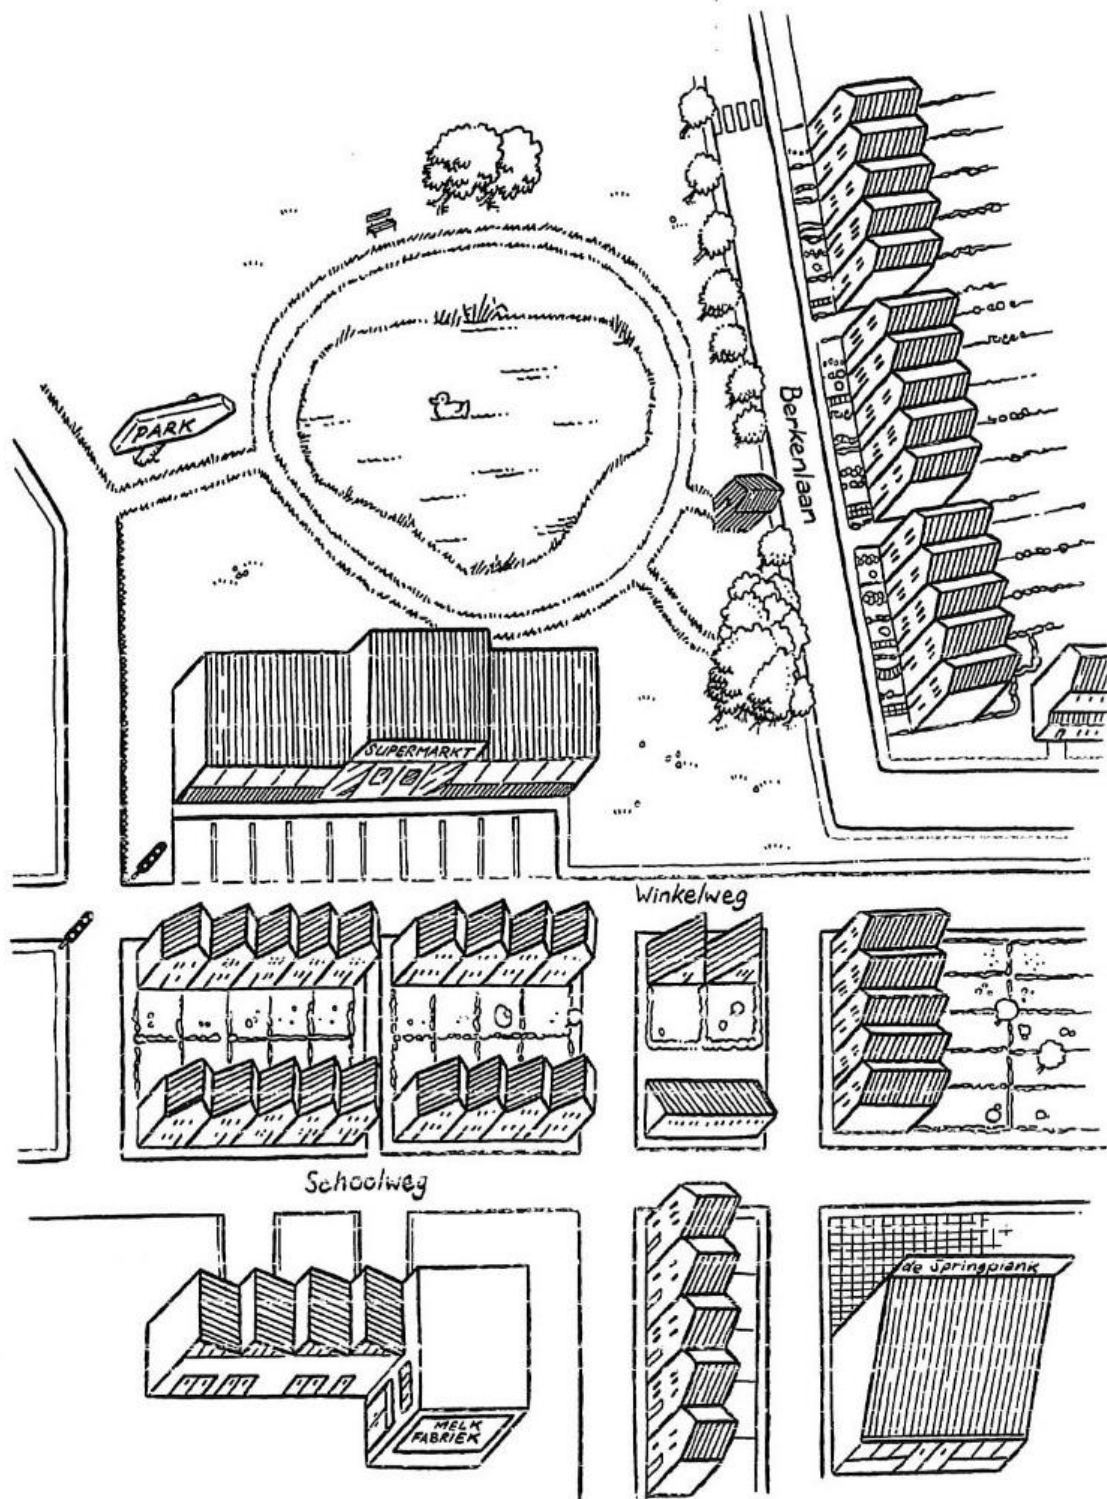 PARK
Berkenlaan
SUPERMARKT
Winkelweg
Schoolweg
de Springplank
MELK
FABRIEK